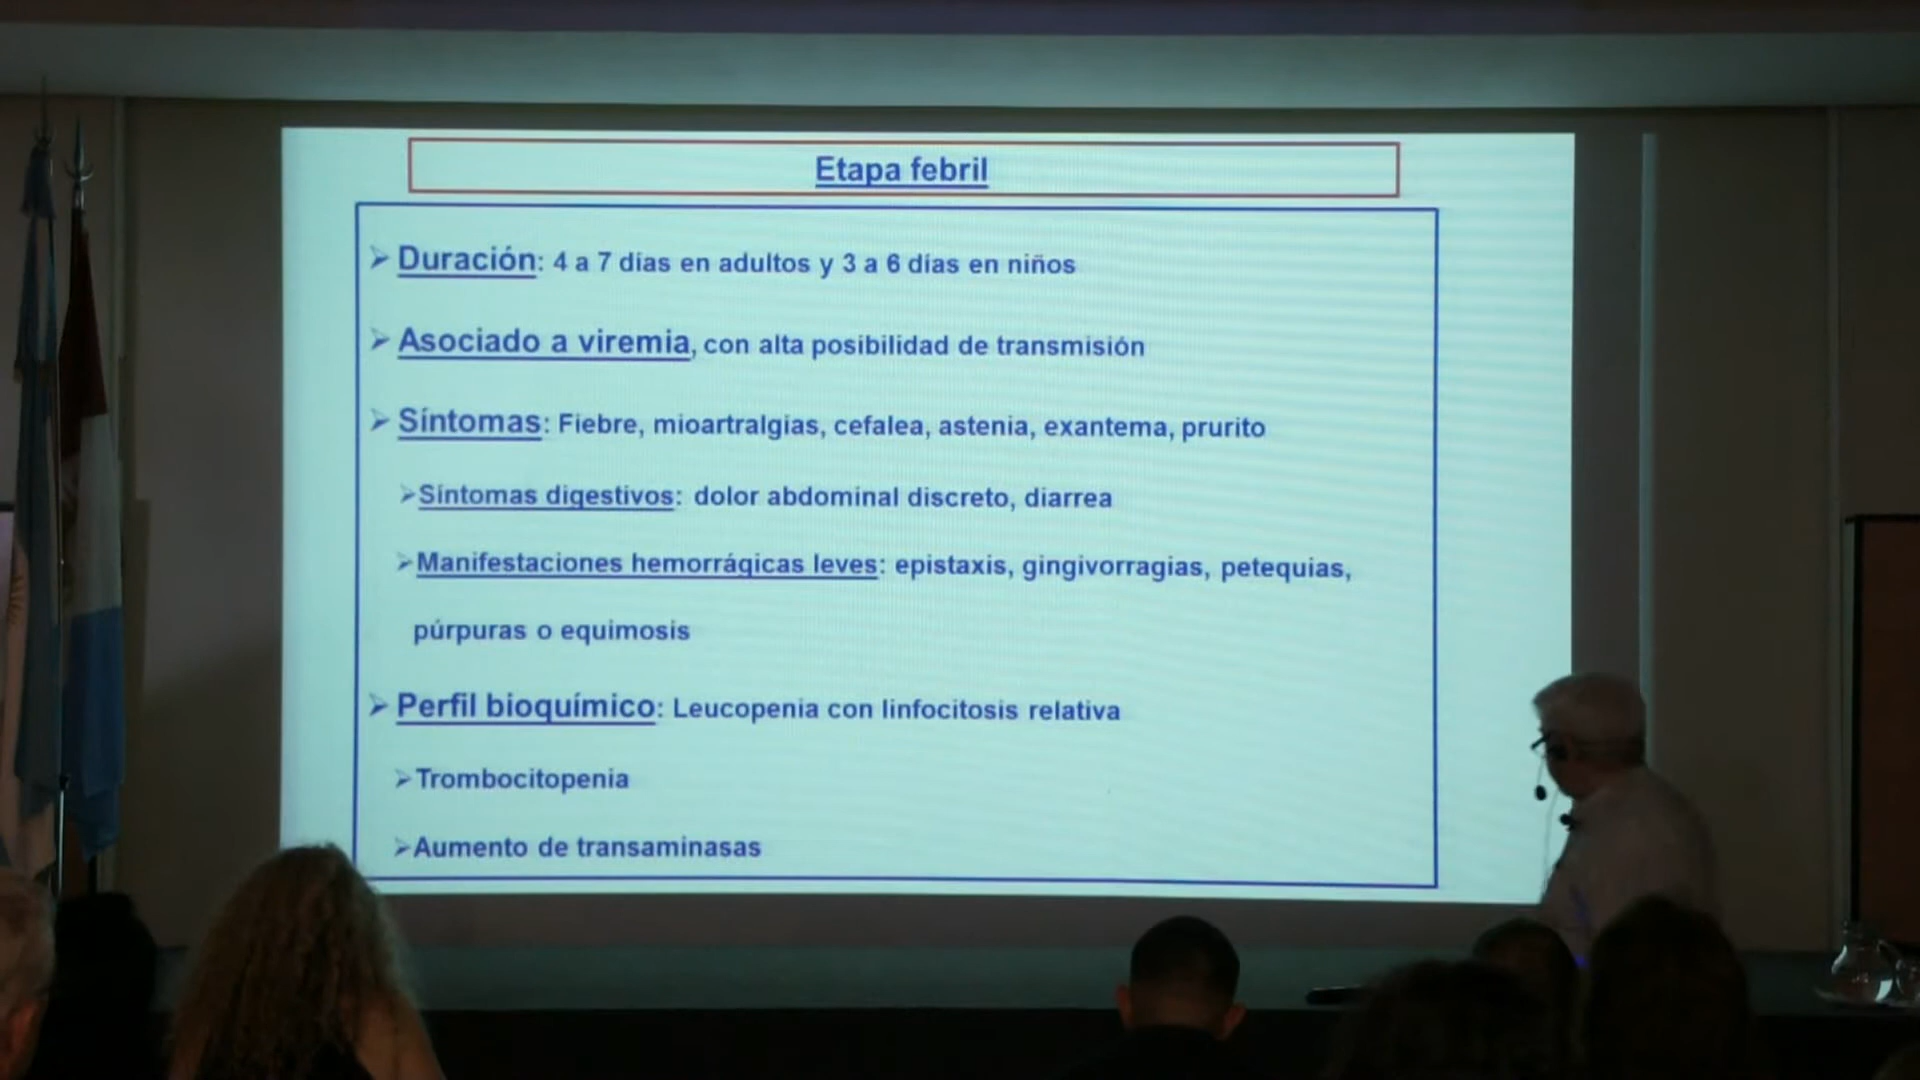 Etapa febril
➢ Duración: 4 a 7 días en adultos y 3 a 6 días en niños
➢ Asociado a viremia, con alta posibilidad de transmisión
➢ Síntomas: Fiebre, mioartralgias, cefalea, astenia, exantema, prurito
➢Síntomas digestivos: dolor abdominal discreto, diarrea
➢Manifestaciones hemorrágicas leves: epistaxis, gingivorragias, petequias,
púrpuras o equimosis
➢ Perfil bioquímico: Leucopenia con linfocitosis relativa
➢Trombocitopenia
➢Aumento de transaminasas